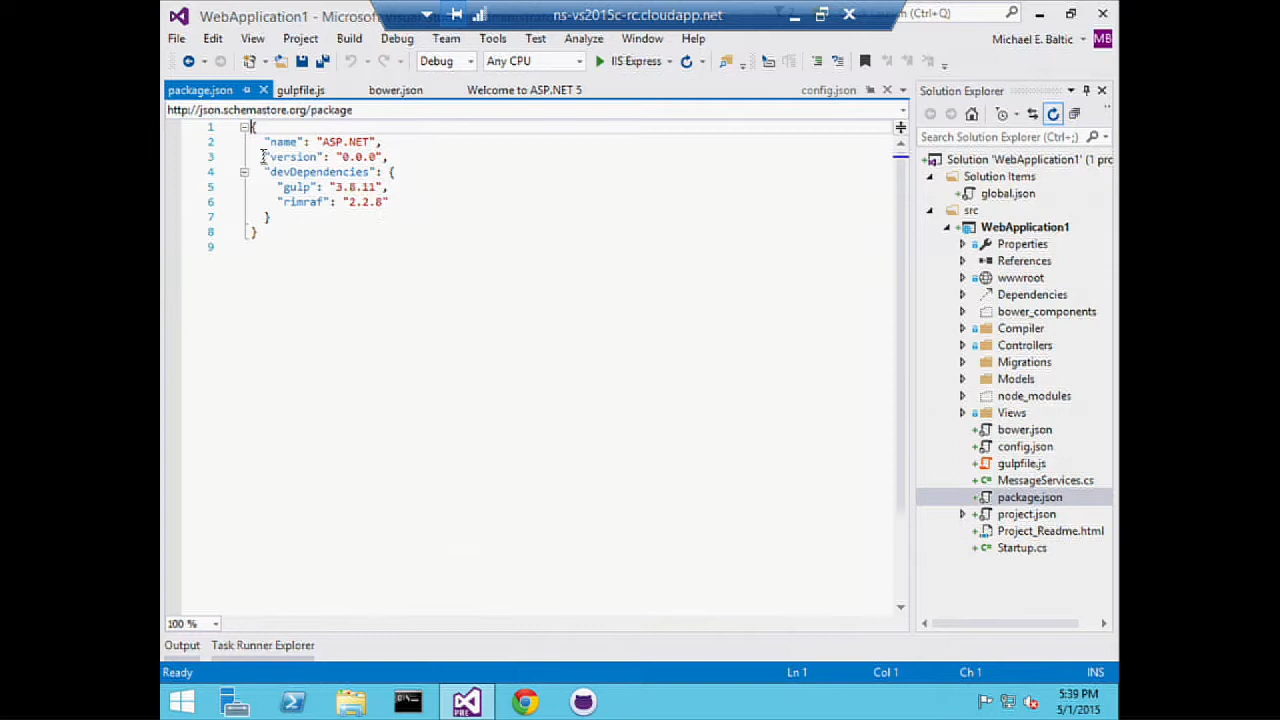 WebApplication1 - Microsoft
ns-vs2015c-rc.cloudapp.net
(Ctrl+Q)
File Edit View Project Build Debug Team Tools Test Analyze Window Help
Michael E. Baltic MB
Debug Any CPU IIS Express
package.json gulpfile.js bower.json Welcome to ASP.NET 5 config.json
http://json.schemastore.org/package
1 {
2 "name": "ASP.NET",
3 "version": "0.0.0",
4 "devDependencies": {
5 "gulp": "3.8.11",
6 "rimraf": "2.2.8"
7 }
8 }
9
100 %
Output Task Runner Explorer
Solution Explorer
Search Solution Explorer (Ctrl+;)
Solution 'WebApplication1' (1 pro
Solution Items
global.json
src
WebApplication1
Properties
References
wwwroot
Dependencies
bower_components
Compiler
Controllers
Migrations
Models
node_modules
Views
bower.json
config.json
gulpfile.js
MessageServices.cs
package.json
project.json
Project_Readme.html
Startup.cs
Ready Ln 1 Col 1 Ch 1 INS
5:39 PM
5/1/2015